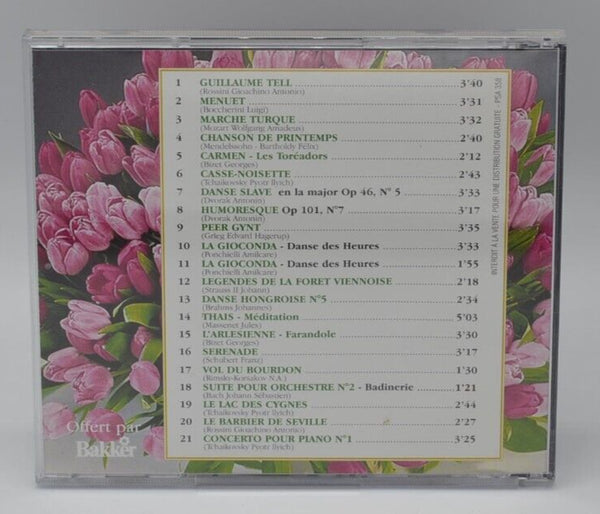 1 GUILLAUME TELL 3'40
(Rossini Gioachino Antonio)
2 MENUET 3'31
(Boccherini Luigi)
3 MARCHE TURQUE 3'32
(Mozart Wolfgang Amadeus)
4 CHANSON DE PRINTEMPS 2'40
(Mendelssohn - Bartholdy Félix)
5 CARMEN - Les Toréadors 2'12
(Bizet Georges)
6 CASSE-NOISETTE 2'43
(Tchaikovsky Pyotr Ilyich)
7 DANSE SLAVE en la major Op 46, N° 5 3'33
(Dvorak Antonin)
8 HUMORESQUE Op 101, N°7 3'17
(Dvorak Antonin)
9 PEER GYNT 3'35
(Grieg Edvard Hagerup)
10 LA GIOCONDA - Danse des Heures 3'33
(Ponchielli Amilcare)
11 LA GIOCONDA - Danse des Heures 1'55
(Ponchielli Amilcare)
12 LEGENDES DE LA FORET VIENNOISE 2'18
(Strauss II Johann)
13 DANSE HONGROISE N°5 2'34
(Brahms Johannes)
14 THAIS - Méditation 5'03
(Massenet Jules)
15 L'ARLESIENNE - Farandole 3'30
(Bizet Georges)
16 SERENADE 3'17
(Schubert Franz)
17 VOL DU BOURDON 1'30
(Rimsky-Korsakov N.A.)
18 SUITE POUR ORCHESTRE N°2 - Badinerie 1'21
(Bach Johann Sebastien)
19 LE LAC DES CYGNES 2'44
(Tchaikovsky Pyotr Ilyich)
20 LE BARBIER DE SEVILLE 2'27
(Rossini Gioachino Antonio)
21 CONCERTO POUR PIANO N°1 3'25
(Tchaikovsky Pyotr Ilyich)
INTERDIT A LA VENTE POUR UNE DISTRIBUTION GRATUITE - PSA 358
Offert par
Bakker